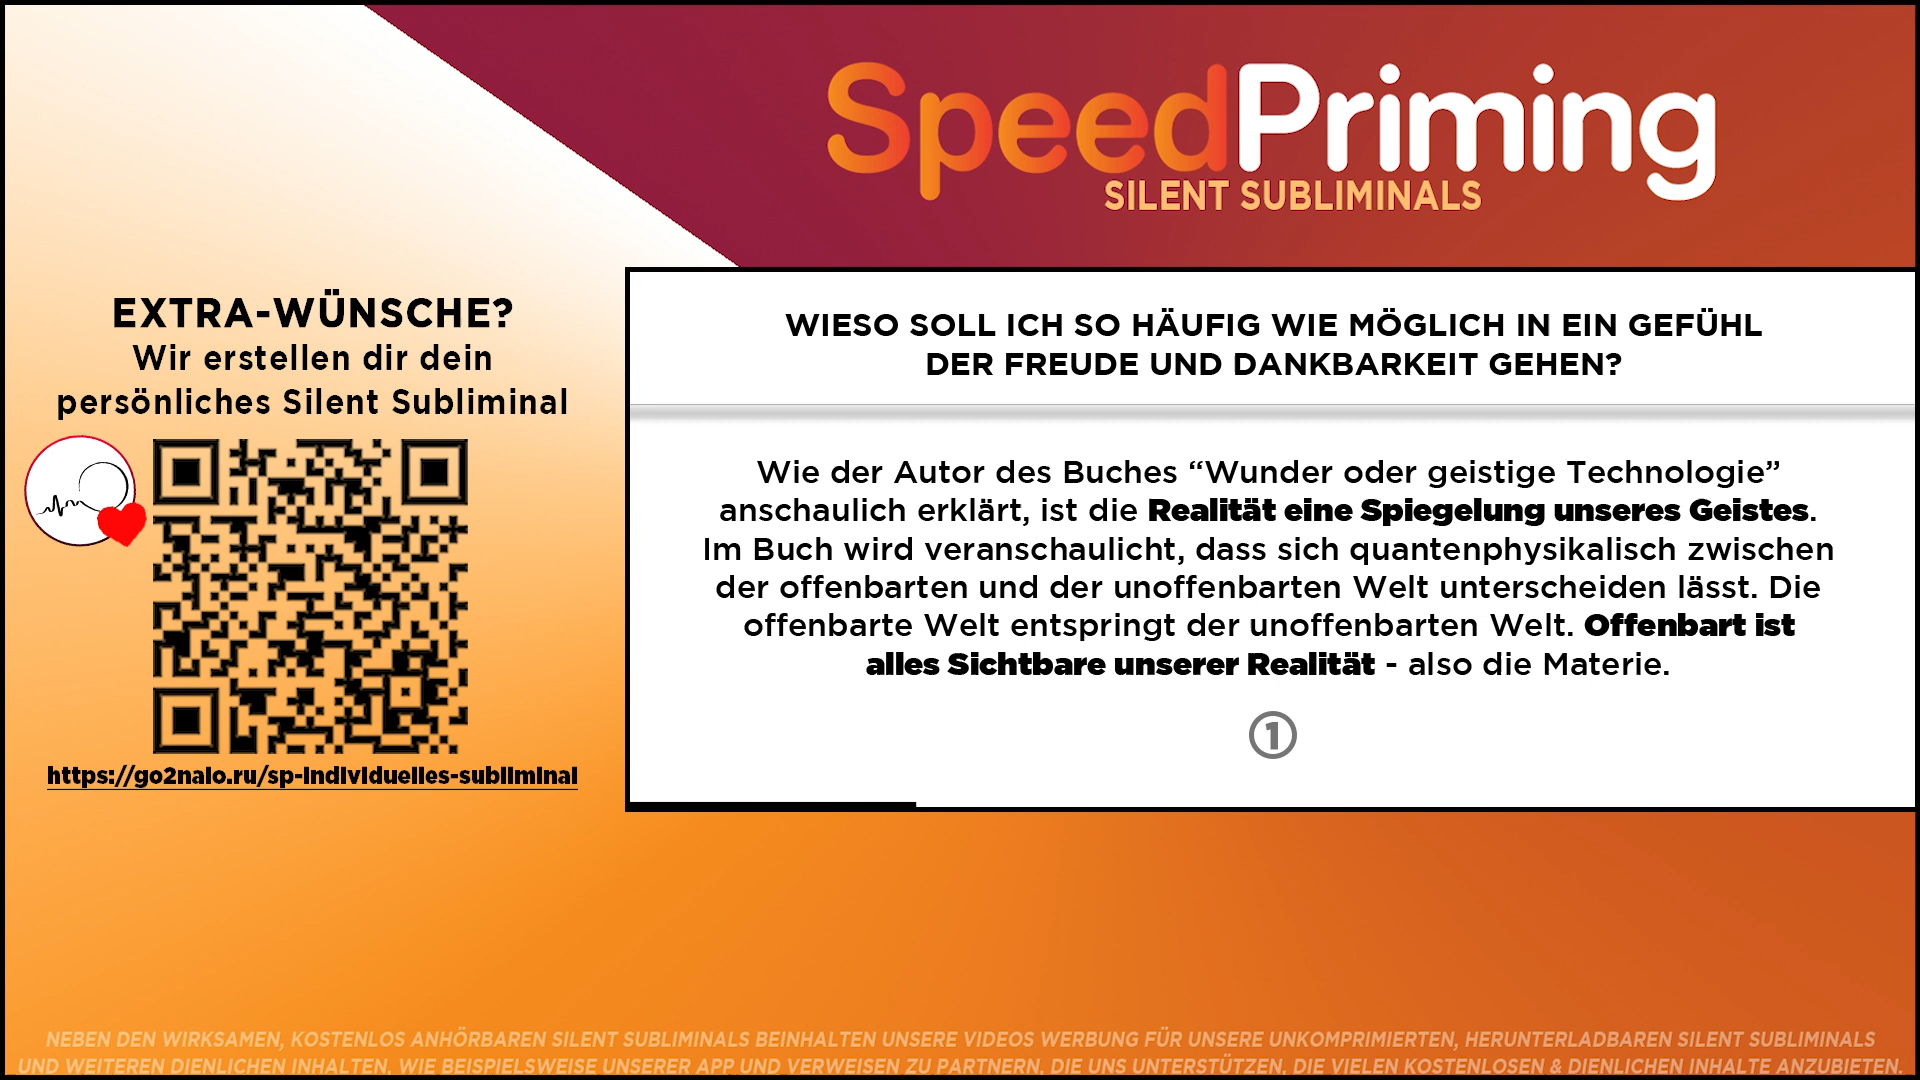 SpeedPriming
SILENT SUBLIMINALS
EXTRA-WÜNSCHE?
Wir erstellen dir dein
persönliches Silent Subliminal
https://go2nalo.ru/sp-individuelles-subliminal
WIESO SOLL ICH SO HÄUFIG WIE MÖGLICH IN EIN GEFÜHL
DER FREUDE UND DANKBARKEIT GEHEN?
Wie der Autor des Buches “Wunder oder geistige Technologie”
anschaulich erklärt, ist die Realität eine Spiegelung unseres Geistes.
Im Buch wird veranschaulicht, dass sich quantenphysikalisch zwischen
der offenbarten und der unoffenbarten Welt unterscheiden lässt. Die
offenbarte Welt entspringt der unoffenbarten Welt. Offenbart ist
alles Sichtbare unserer Realität - also die Materie.
①
NEBEN DEN WIRKSAMEN, KOSTENLOS ANHÖRBAREN SILENT SUBLIMINALS BEINHALTEN UNSERE VIDEOS WERBUNG FÜR UNSERE UNKOMPRIMIERTEN, HERUNTERLADBAREN SILENT SUBLIMINALS
UND WEITEREN DIENLICHEN INHALTEN, WIE BEISPIELSWEISE UNSERER APP UND VERWEISEN ZU PARTNERN, DIE UNS UNTERSTÜTZEN, DIE VIELEN KOSTENLOSEN & DIENLICHEN INHALTE ANZUBIETEN.